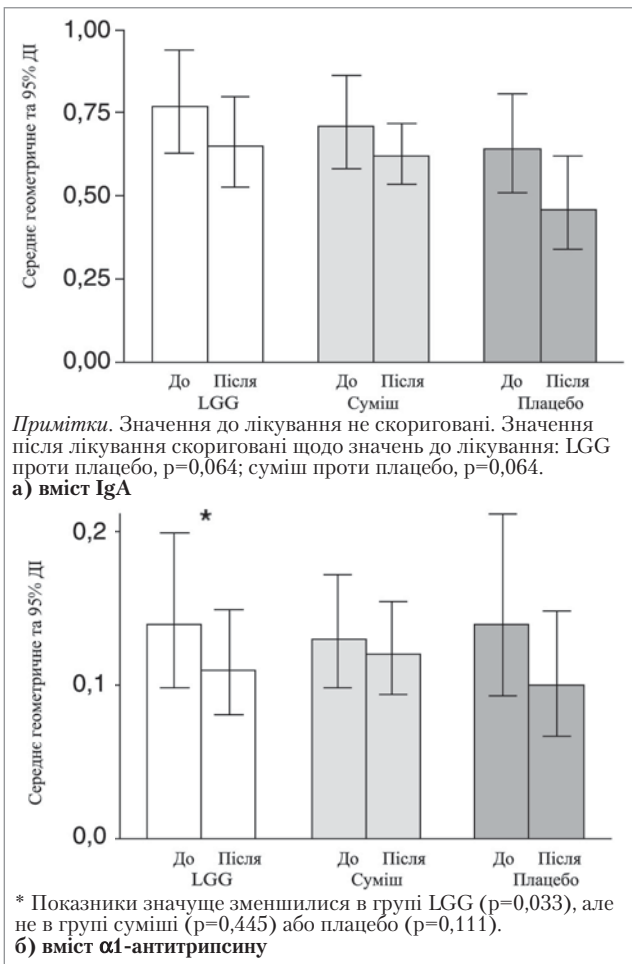 1,00
0,75
0,50
0,25
0,00
Середнє геометричне та 95% ДІ
До Після До Після До Після
LGG Суміш Плацебо
Примітки. Значення до лікування не скориговані. Значення
після лікування скориговані щодо значень до лікування: LGG
проти плацебо, p=0,064; суміш проти плацебо, p=0,064.
а) вміст IgA
*
0,2
0,1
0,0
Середнє геометричне та 95% ДІ
До Після До Після До Після
LGG Суміш Плацебо
* Показники значуще зменшилися в групі LGG (p=0,033), але
не в групі суміші (p=0,445) або плацебо (p=0,111).
б) вміст α1-антитрипсину